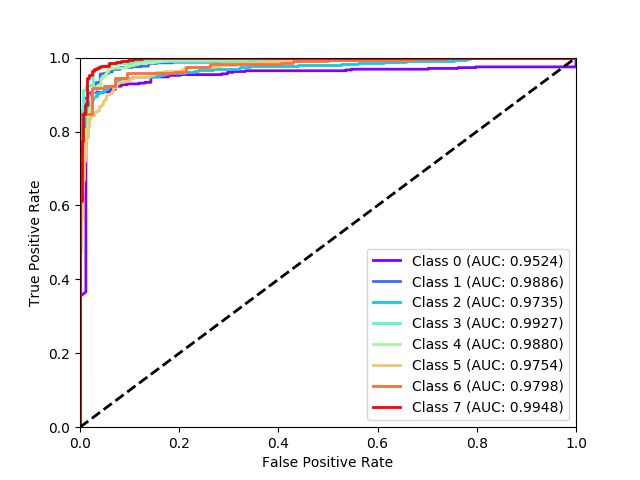 1.0
0.8
0.6
0.4
0.2
0.0
True Positive Rate
Class 0 (AUC: 0.9524)
Class 1 (AUC: 0.9886)
Class 2 (AUC: 0.9735)
Class 3 (AUC: 0.9927)
Class 4 (AUC: 0.9880)
Class 5 (AUC: 0.9754)
Class 6 (AUC: 0.9798)
Class 7 (AUC: 0.9948)
0.0 0.2 0.4 0.6 0.8 1.0
False Positive Rate